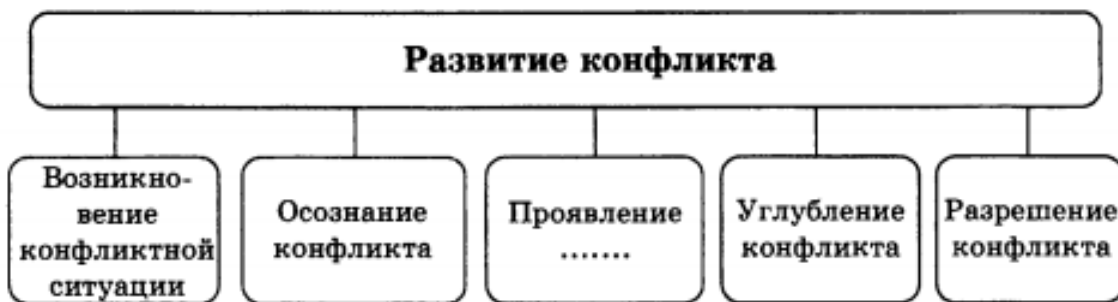 Развитие конфликта
Возникно-
вение
конфликтной
ситуации
Осознание
конфликта
Проявление
.......
Углубление
конфликта
Разрешение
конфликта